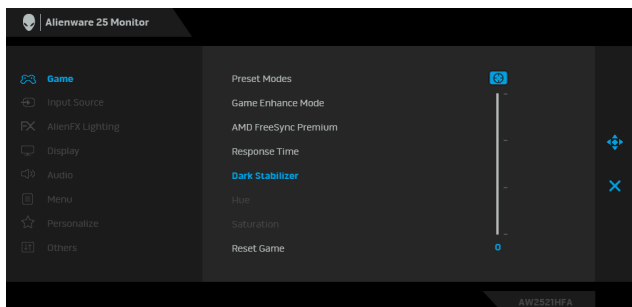 Alienware 25 Monitor
Game
Input Source
AlienFX Lighting
Display
Audio
Menu
Personalize
Others
Preset Modes
Game Enhance Mode
AMD FreeSync Premium
Response Time
Dark Stabilizer
Hue
Saturation
Reset Game
0
AW2521HFA